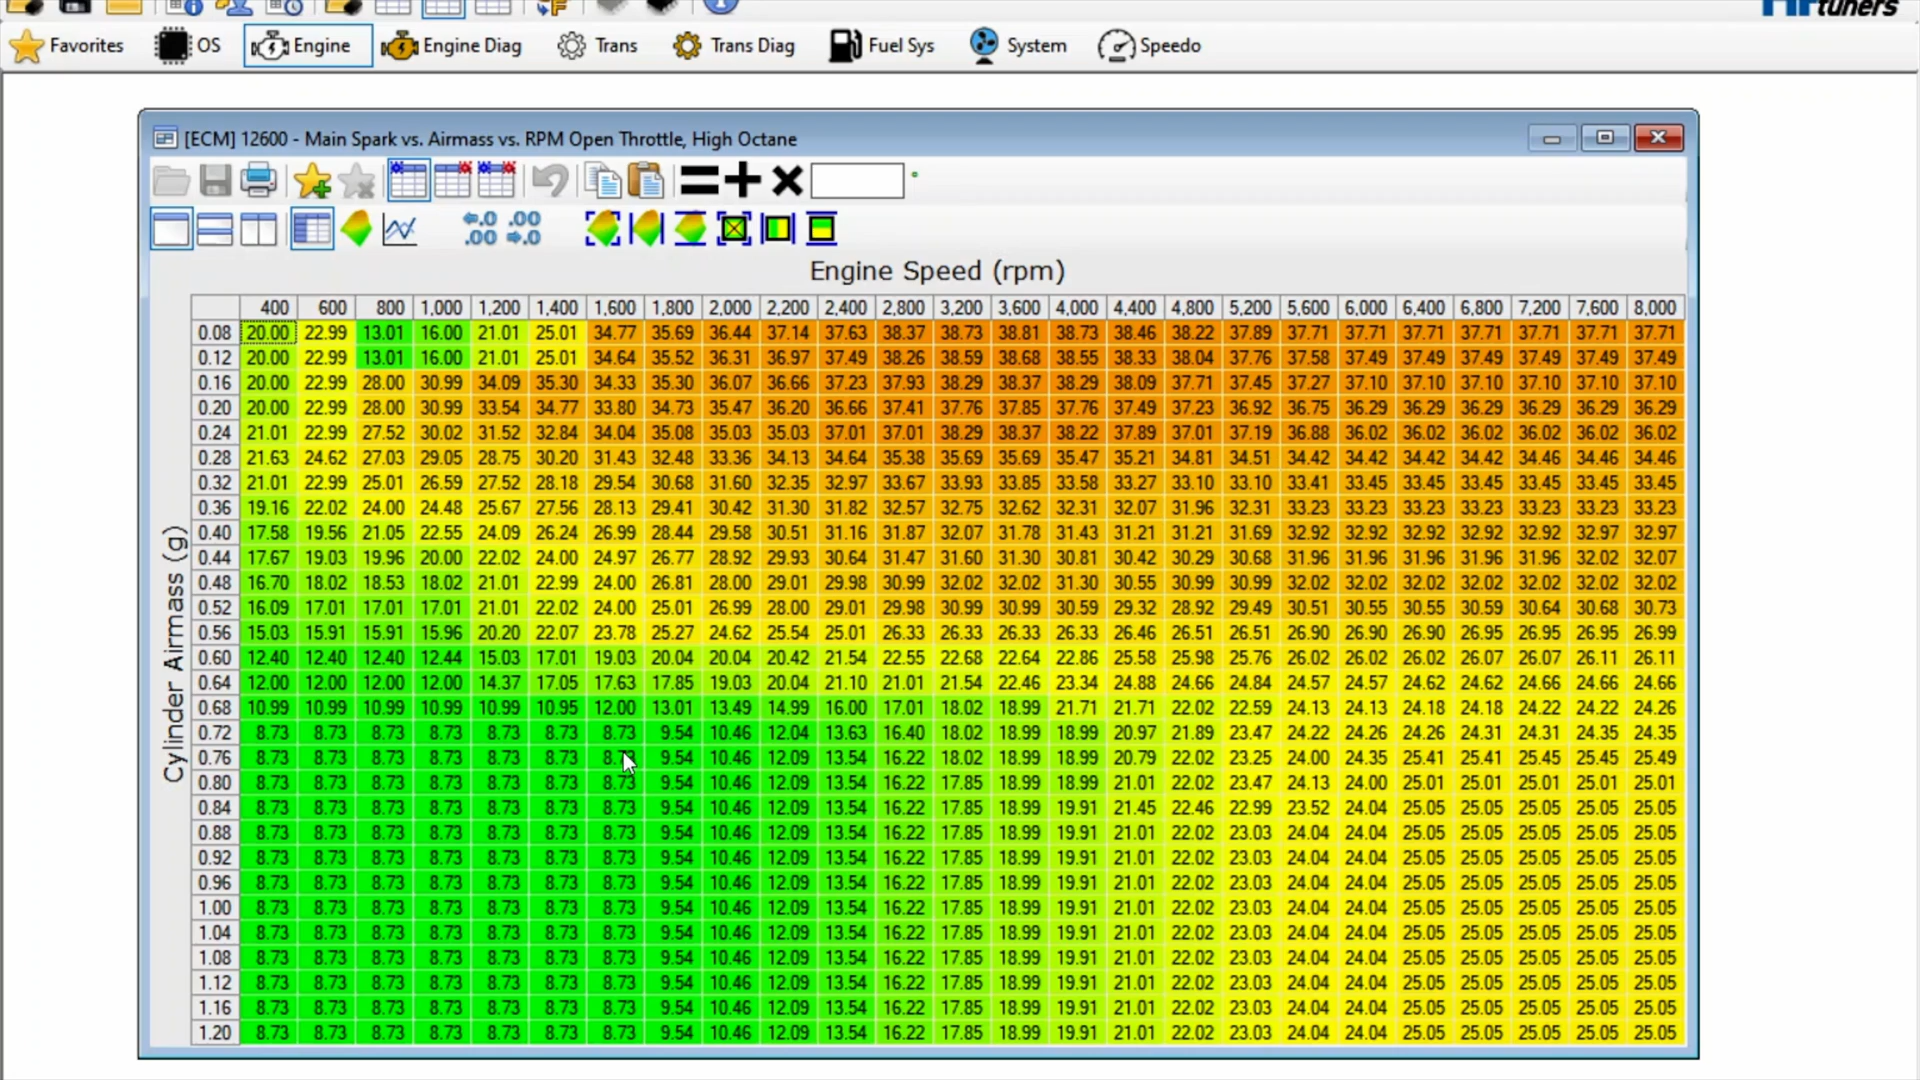 tuners
Favorites OS Engine Engine Diag Trans Trans Diag Fuel Sys System Speedo
[ECM] 12600 - Main Spark vs. Airmass vs. RPM Open Throttle, High Octane
Engine Speed (rpm)
400 600 800 1,000 1,200 1,400 1,600 1,800 2,000 2,200 2,400 2,800 3,200 3,600 4,000 4,400 4,800 5,200 5,600 6,000 6,400 6,800 7,200 7,600 8,000
Cylinder Airmass (g)
0.08 20.00 22.99 13.01 16.00 21.01 25.01 34.77 35.69 36.44 37.14 37.63 38.37 38.73 38.81 38.73 38.46 38.22 37.89 37.71 37.71 37.71 37.71 37.71 37.71 37.71
0.12 20.00 22.99 13.01 16.00 21.01 25.01 34.64 35.52 36.31 36.97 37.49 38.26 38.59 38.68 38.55 38.33 38.04 37.76 37.58 37.49 37.49 37.49 37.49 37.49 37.49
0.16 20.00 22.99 28.00 30.99 34.09 35.30 34.33 35.30 36.07 36.66 37.23 37.93 38.29 38.37 38.29 38.09 37.71 37.45 37.27 37.10 37.10 37.10 37.10 37.10 37.10
0.20 20.00 22.99 28.00 30.99 33.54 34.77 33.80 34.73 35.47 36.20 36.66 37.41 37.76 37.85 37.76 37.49 37.23 36.92 36.75 36.29 36.29 36.29 36.29 36.29 36.29
0.24 21.01 22.99 27.52 30.02 31.52 32.84 34.04 35.08 35.03 35.03 37.01 37.01 38.29 38.37 38.22 37.89 37.01 37.19 36.88 36.02 36.02 36.02 36.02 36.02 36.02
0.28 21.63 24.62 27.03 29.05 28.75 30.20 31.43 32.48 33.36 34.13 34.64 35.38 35.69 35.69 35.47 35.21 34.81 34.51 34.42 34.42 34.42 34.42 34.46 34.46 34.46
0.32 21.01 22.99 25.01 26.59 27.52 28.18 29.54 30.68 31.60 32.35 32.97 33.67 33.93 33.85 33.58 33.27 33.10 33.10 33.41 33.45 33.45 33.45 33.45 33.45 33.45
0.36 19.16 22.02 24.00 24.48 25.67 27.56 28.13 29.41 30.42 31.30 31.82 32.57 32.75 32.62 32.31 32.07 31.96 32.31 33.23 33.23 33.23 33.23 33.23 33.23 33.23
0.40 17.58 19.56 21.05 22.55 24.09 26.24 26.99 28.44 29.58 30.51 31.16 31.87 32.07 31.78 31.43 31.21 31.21 31.69 32.92 32.92 32.92 32.92 32.92 32.97 32.97
0.44 17.67 19.03 19.96 20.00 22.02 24.00 24.97 26.77 28.92 29.93 30.64 31.47 31.60 31.30 30.81 30.42 30.29 30.68 31.96 31.96 31.96 31.96 31.96 32.02 32.07
0.48 16.70 18.02 18.53 18.02 21.01 22.99 24.00 26.81 28.00 29.01 29.98 30.99 32.02 32.02 31.30 30.55 30.99 30.99 32.02 32.02 32.02 32.02 32.02 32.02 32.02
0.52 16.09 17.01 17.01 17.01 21.01 22.02 24.00 25.01 26.99 28.00 29.01 29.98 30.99 30.99 30.59 29.32 28.92 29.49 30.51 30.55 30.55 30.59 30.64 30.68 30.73
0.56 15.03 15.91 15.91 15.96 20.20 22.07 23.78 25.27 24.62 25.54 25.01 26.33 26.33 26.33 26.33 26.46 26.51 26.51 26.90 26.90 26.90 26.95 26.95 26.95 26.99
0.60 12.40 12.40 12.40 12.44 15.03 17.01 19.03 20.04 20.04 20.42 21.54 22.55 22.68 22.64 22.86 25.58 25.98 25.76 26.02 26.02 26.02 26.07 26.07 26.11 26.11
0.64 12.00 12.00 12.00 12.00 14.37 17.05 17.63 17.85 19.03 20.04 21.10 21.01 21.54 22.46 23.34 24.88 24.66 24.84 24.57 24.57 24.62 24.62 24.66 24.66 24.66
0.68 10.99 10.99 10.99 10.99 10.95 12.00 13.01 13.49 14.99 16.00 17.01 18.02 18.99 21.71 21.71 22.02 22.59 24.13 24.13 24.18 24.18 24.22 24.22 24.26
0.72 8.73 8.73 8.73 8.73 8.73 8.73 8.73 9.54 10.46 12.04 13.63 16.40 18.02 18.99 18.99 20.97 21.89 23.47 24.22 24.26 24.26 24.31 24.31 24.35 24.35
0.76 8.73 8.73 8.73 8.73 8.73 8.73 9.54 10.46 12.09 13.54 16.22 18.02 18.99 18.99 20.79 22.02 23.25 24.00 24.35 25.41 25.41 25.45 25.45 25.49
0.80 8.73 8.73 8.73 8.73 8.73 8.73 8.73 9.54 10.46 12.09 13.54 16.22 17.85 18.99 18.99 21.01 22.02 23.47 24.13 24.00 25.01 25.01 25.01 25.01 25.01
0.84 8.73 8.73 8.73 8.73 8.73 8.73 8.73 9.54 10.46 12.09 13.54 16.22 17.85 18.99 19.91 21.45 22.46 22.99 23.52 24.04 25.05 25.05 25.05 25.05 25.05
0.88 8.73 8.73 8.73 8.73 8.73 8.73 8.73 9.54 10.46 12.09 13.54 16.22 17.85 18.99 19.91 21.01 22.02 23.03 24.04 24.04 25.05 25.05 25.05 25.05 25.05
0.92 8.73 8.73 8.73 8.73 8.73 8.73 8.73 9.54 10.46 12.09 13.54 16.22 17.85 18.99 19.91 21.01 22.02 23.03 24.04 24.04 25.05 25.05 25.05 25.05 25.05
0.96 8.73 8.73 8.73 8.73 8.73 8.73 8.73 9.54 10.46 12.09 13.54 16.22 17.85 18.99 19.91 21.01 22.02 23.03 24.04 24.04 25.05 25.05 25.05 25.05 25.05
1.00 8.73 8.73 8.73 8.73 8.73 8.73 8.73 9.54 10.46 12.09 13.54 16.22 17.85 18.99 19.91 21.01 22.02 23.03 24.04 24.04 25.05 25.05 25.05 25.05 25.05
1.04 8.73 8.73 8.73 8.73 8.73 8.73 8.73 9.54 10.46 12.09 13.54 16.22 17.85 18.99 19.91 21.01 22.02 23.03 24.04 24.04 25.05 25.05 25.05 25.05 25.05
1.08 8.73 8.73 8.73 8.73 8.73 8.73 8.73 9.54 10.46 12.09 13.54 16.22 17.85 18.99 19.91 21.01 22.02 23.03 24.04 24.04 25.05 25.05 25.05 25.05 25.05
1.12 8.73 8.73 8.73 8.73 8.73 8.73 8.73 9.54 10.46 12.09 13.54 16.22 17.85 18.99 19.91 21.01 22.02 23.03 24.04 24.04 25.05 25.05 25.05 25.05 25.05
1.16 8.73 8.73 8.73 8.73 8.73 8.73 8.73 9.54 10.46 12.09 13.54 16.22 17.85 18.99 19.91 21.01 22.02 23.03 24.04 24.04 25.05 25.05 25.05 25.05 25.05
1.20 8.73 8.73 8.73 8.73 8.73 8.73 8.73 9.54 10.46 12.09 13.54 16.22 17.85 18.99 19.91 21.01 22.02 23.03 24.04 24.04 25.05 25.05 25.05 25.05 25.05